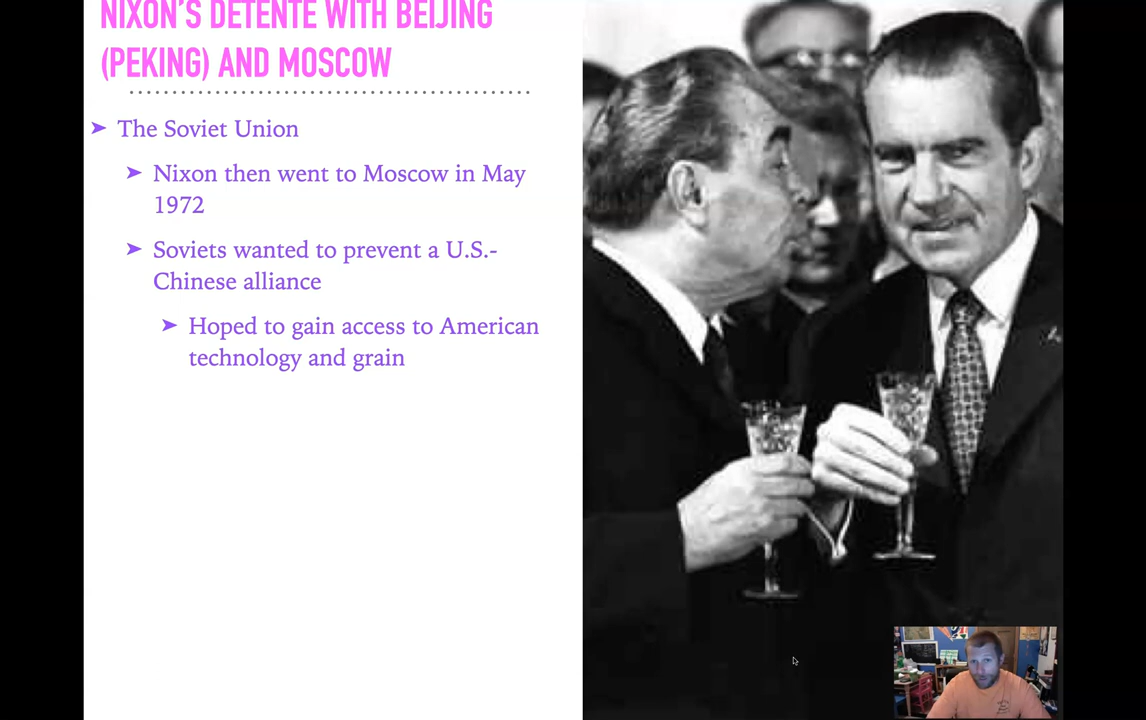 NIXON'S DETENTE WITH BEIJING
(PEKING) AND MOSCOW
The Soviet Union
Nixon then went to Moscow in May
1972
Soviets wanted to prevent a U.S.-
Chinese alliance
Hoped to gain access to American
technology and grain